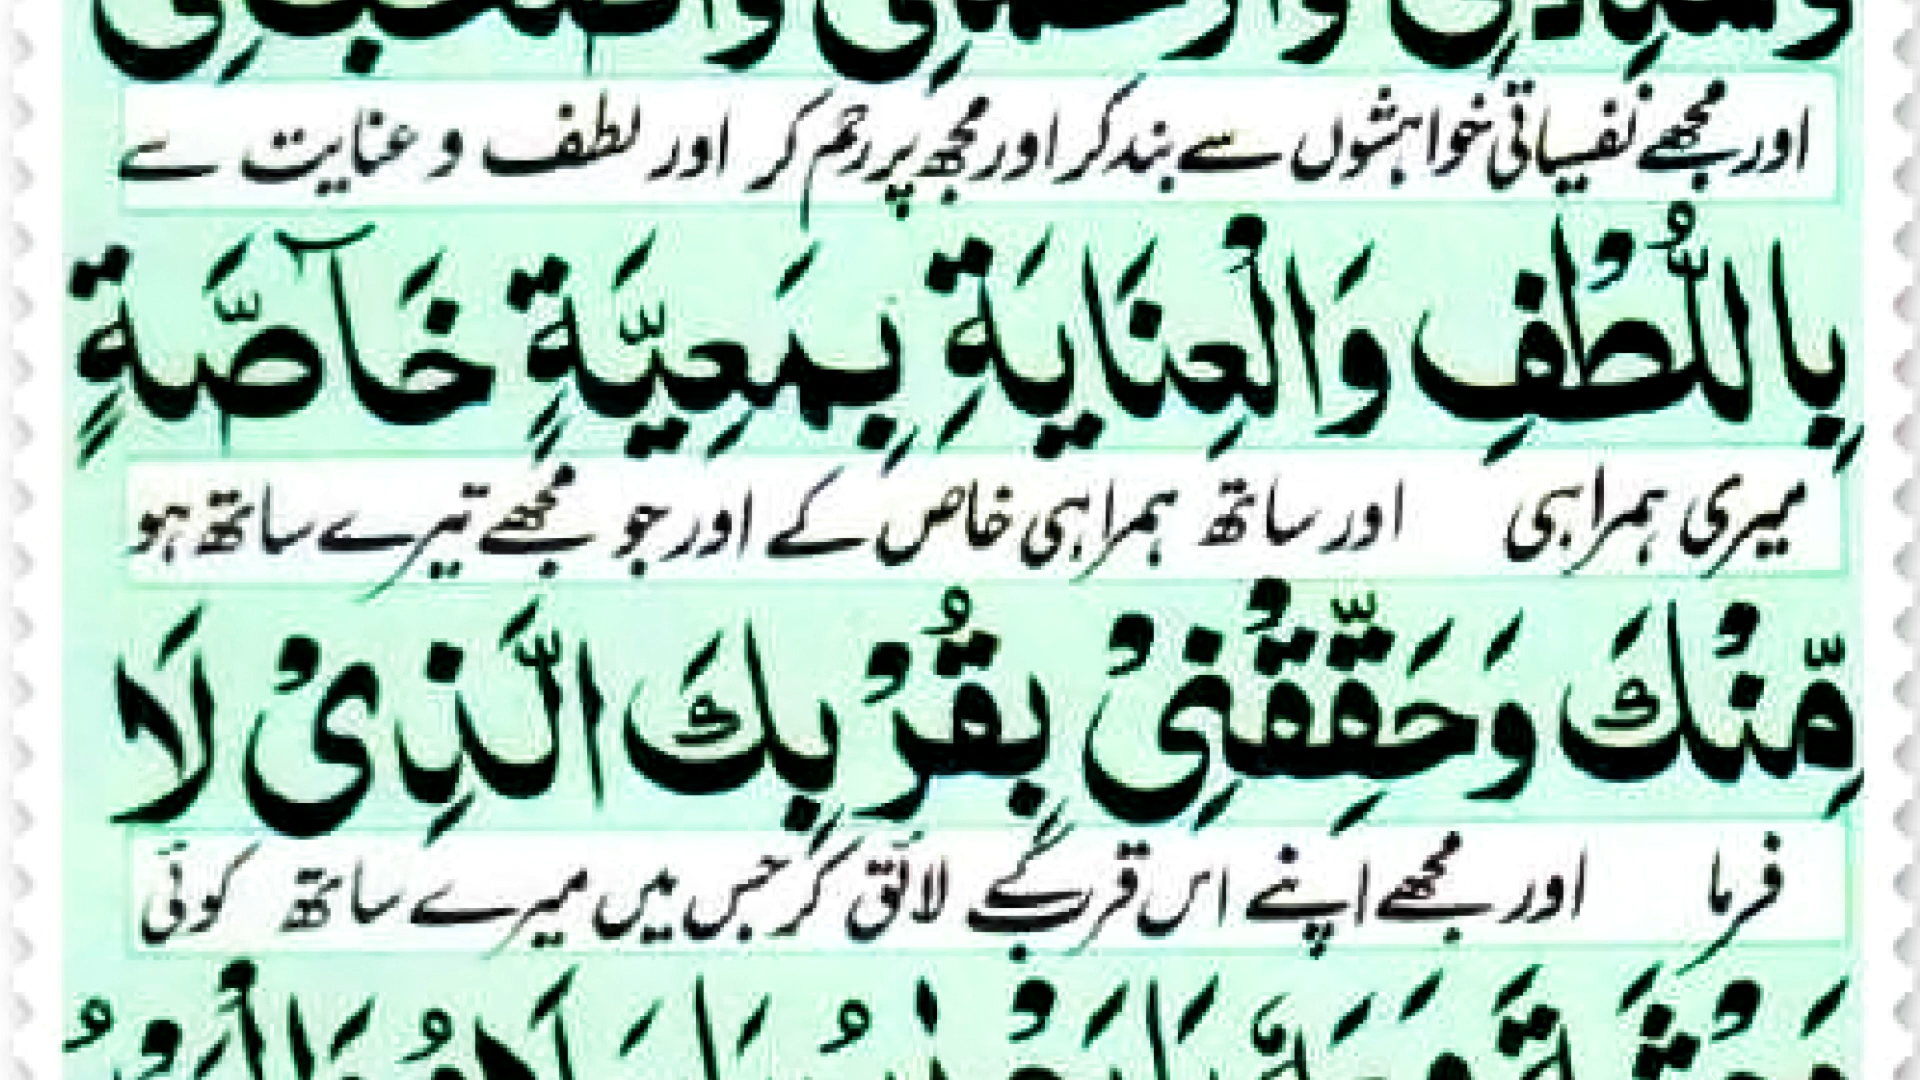 اور مجھے نفسیاتی خواہشوں سے بند کر اور مجھ پر رحم کر اور لطف و عنایت سے
بِاللُّطْفِ وَالْعِنَايَةِ بِمَعِيَّةٍ خَآصَّةٍ
میری ہمراہی اور ساتھ ہمراہی خاص کے اور جو مجھے تیرے ساتھ ہو
مِّنْكَ وَحَقِّقْنِيْ بِقُرْبِكَ الَّذِيْ لَا
فرما اور مجھے اپنے اس قرب کے لائق کر جس میں میرے ساتھ کوئی